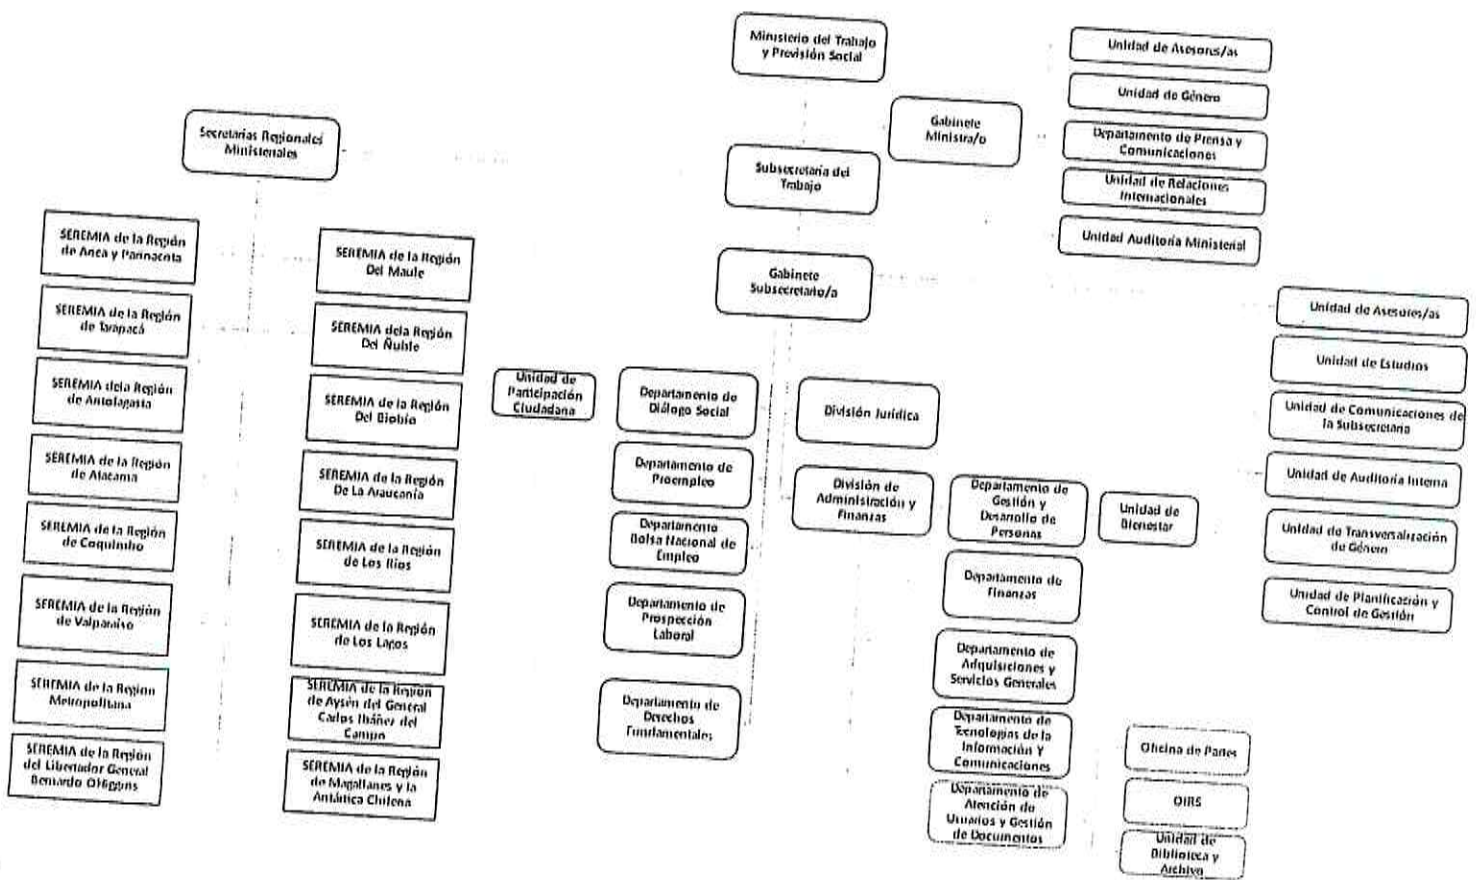 Ministerio del Trabajo
y Previsión Social
Gabinete
Ministra/o
Unidad de Asesores/as
Unidad de Género
Departamento de Prensa y
Comunicaciones
Unidad de Relaciones
Internacionales
Unidad Auditoría Ministerial
Subsecretaría del
Trabajo
Gabinete
Subsecretario/a
Secretarías Regionales
Ministeriales
SEREMIA de la Región
de Arica y Parinacota
SEREMIA de la Región
de Tarapacá
SEREMIA dela Región
de Antofagasta
SEREMIA de la Región
de Atacama
SEREMIA de la Región
de Coquimbo
SEREMIA de la Región
de Valparaíso
SEREMIA de la Region
Metropolitana
SEREMIA de la Región
del Libertador General
Bernardo O'Higgins
SEREMIA de la Región
Del Maule
SEREMIA dela Región
Del Ñuble
SEREMIA de la Región
Del Biobío
SEREMIA de la Región
De La Araucanía
SEREMIA de la Región
de Los Ríos
SEREMIA de la Región
de Los Lagos
SEREMIA de la Región
de Aysén del General
Carlos Ibáñez del
Campo
SEREMIA de la Región
de Magallanes y la
Antártica Chilena
Unidad de
Participación
Ciudadana
Departamento de
Diálogo Social
Departamento de
Proempleo
Departamento
Bolsa Nacional de
Empleo
Departamento de
Prospección
Laboral
Departamento de
Derechos
Fundamentales
División Jurídica
División de
Administración y
Finanzas
Departamento de
Gestión y
Desarrollo de
Personas
Unidad de
Bienestar
Departamento de
Finanzas
Departamento de
Adquisiciones y
Servicios Generales
Departamento de
Tecnologías de la
Información Y
Comunicaciones
Departamento de
Atención de
Usuarios y Gestión
de Documentos
Oficina de Partes
OIRS
Unidad de
Biblioteca y
Archivo
Unidad de Asesores/as
Unidad de Estudios
Unidad de Comunicaciones de
la Subsecretaría
Unidad de Auditoría Interna
Unidad de Transversalización
de Género
Unidad de Planificación y
Control de Gestión